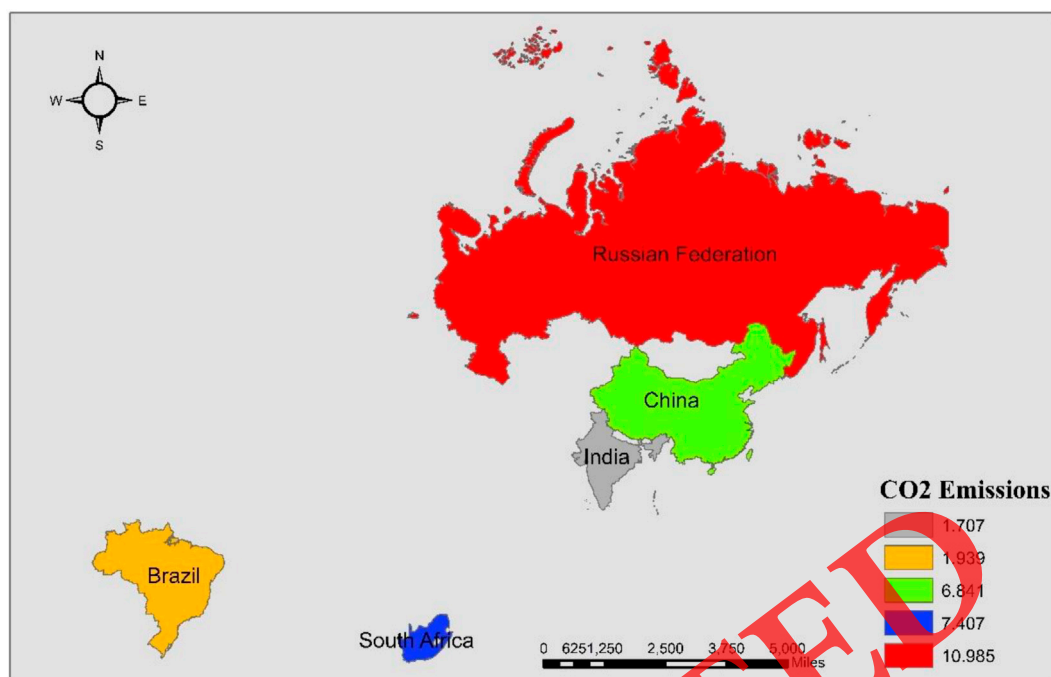 N
W E
S
Russian Federation
China
India
CO2 Emissions
1.707
1.939
6.841
7.407
10.985
Brazil
South Africa
0 6251,250 2,500 3,750 5,000
Miles
TED